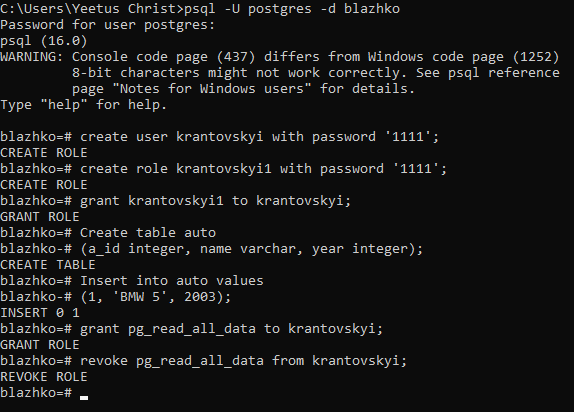 C:\Users\Yeetus Christ>psql -U postgres -d blazhko
Password for user postgres:
psql (16.0)
WARNING: Console code page (437) differs from Windows code page (1252)
         8-bit characters might not work correctly. See psql reference
         page "Notes for Windows users" for details.
Type "help" for help.

blazhko=# create user krantovskyi with password '1111';
CREATE ROLE
blazhko=# create role krantovskyi1 with password '1111';
CREATE ROLE
blazhko=# grant krantovskyi1 to krantovskyi;
GRANT ROLE
blazhko=# Create table auto
blazhko-# (a_id integer, name varchar, year integer);
CREATE TABLE
blazhko=# Insert into auto values
blazhko-# (1, 'BMW 5', 2003);
INSERT 0 1
blazhko=# grant pg_read_all_data to krantovskyi;
GRANT ROLE
blazhko=# revoke pg_read_all_data from krantovskyi;
REVOKE ROLE
blazhko=#